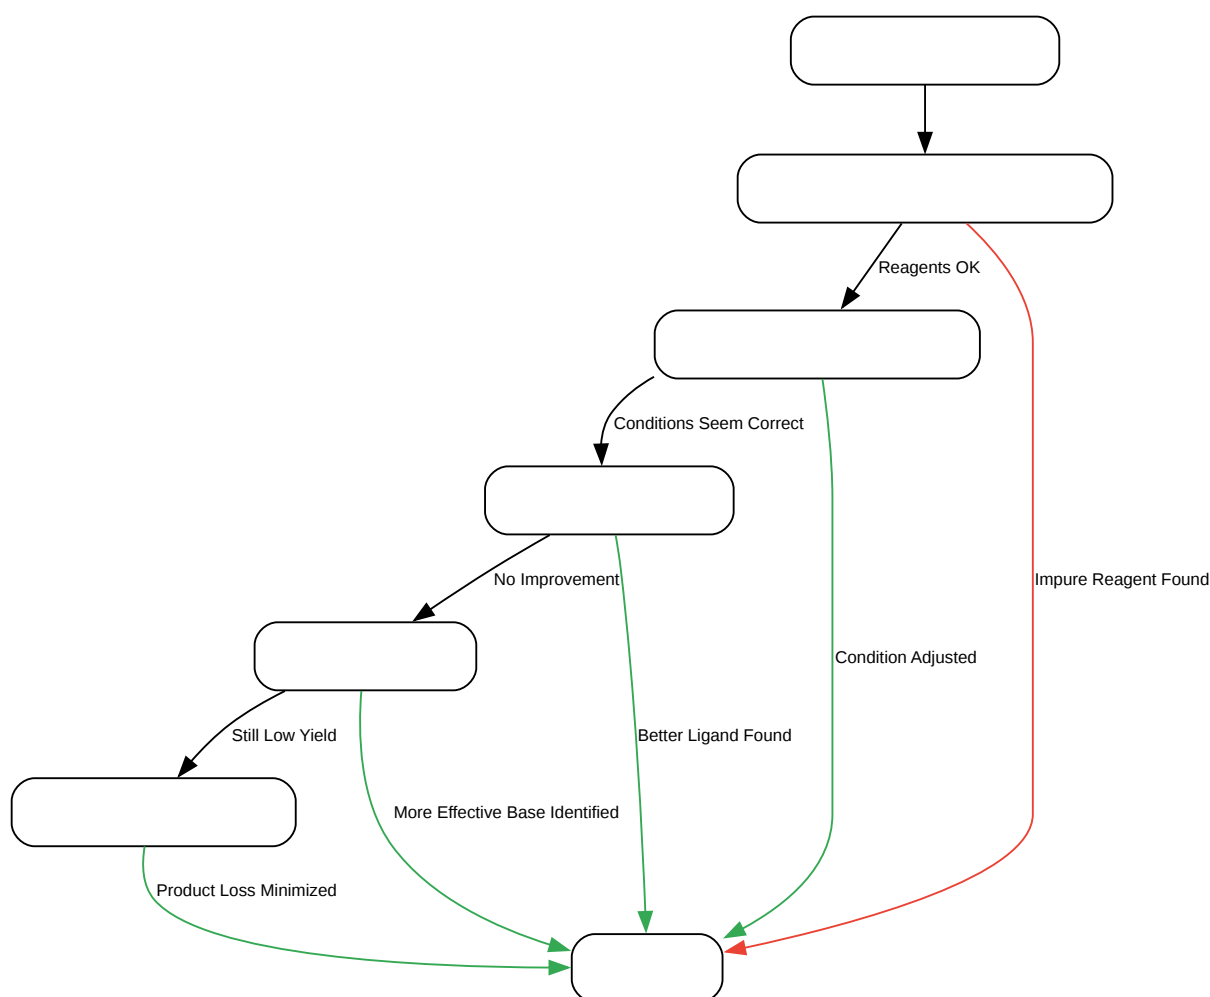 Reagents OK
Conditions Seem Correct
No Improvement
Impure Reagent Found
Condition Adjusted
Still Low Yield
Better Ligand Found
More Effective Base Identified
Product Loss Minimized